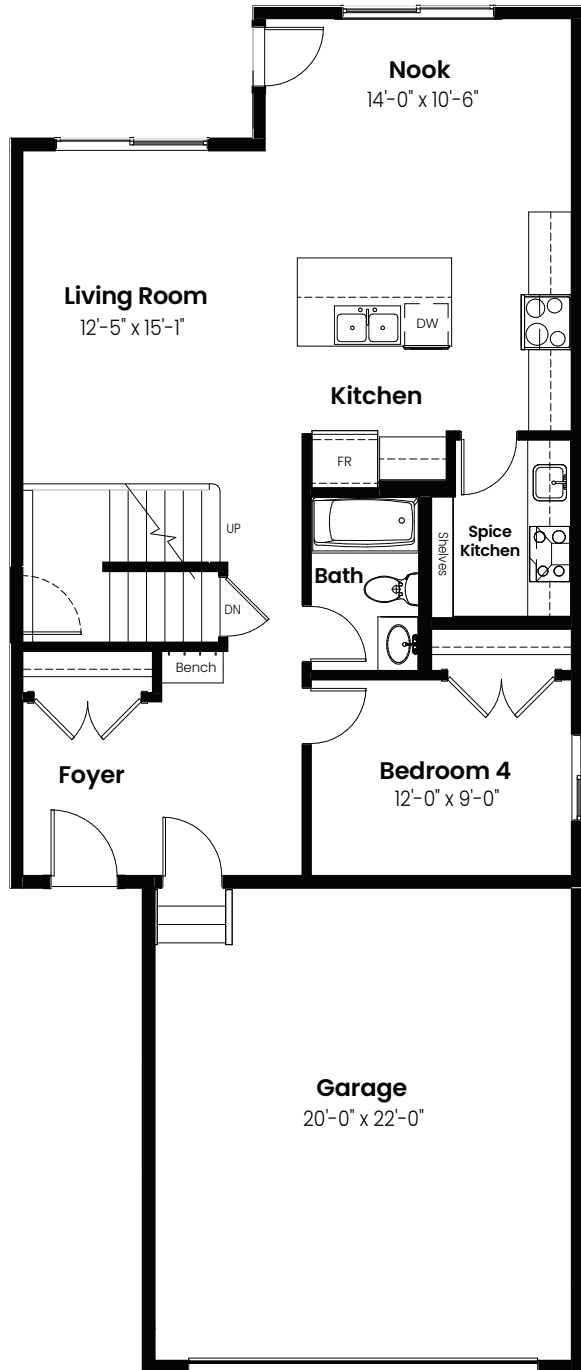 Nook
14'-0" x 10'-6"
Living Room
12'-5" x 15'-1"
DW
Kitchen
FR
UP
Shelves
Spice
Kitchen
Bath
DN
Bench
Foyer
Bedroom 4
12'-0" x 9'-0"
Garage
20'-0" x 22'-0"